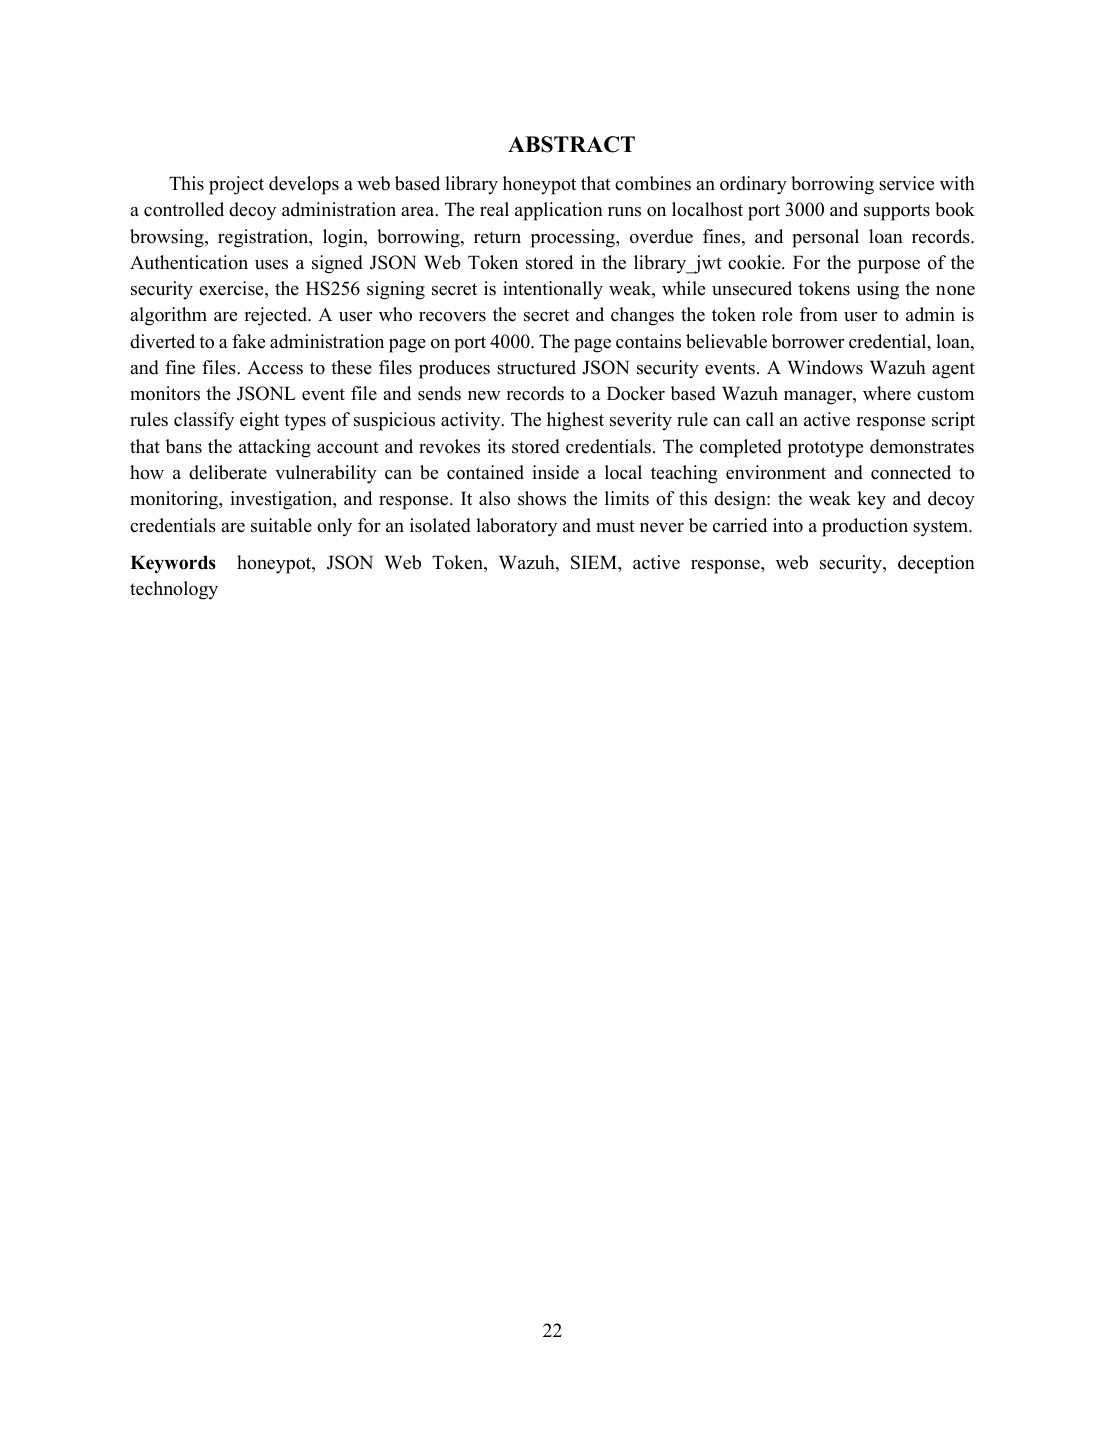 ABSTRACT
This project develops a web based library honeypot that combines an ordinary borrowing service with
a controlled decoy administration area. The real application runs on localhost port 3000 and supports book
browsing, registration, login, borrowing, return processing, overdue fines, and personal loan records.
Authentication uses a signed JSON Web Token stored in the library_jwt cookie. For the purpose of the
security exercise, the HS256 signing secret is intentionally weak, while unsecured tokens using the none
algorithm are rejected. A user who recovers the secret and changes the token role from user to admin is
diverted to a fake administration page on port 4000. The page contains believable borrower credential, loan,
and fine files. Access to these files produces structured JSON security events. A Windows Wazuh agent
monitors the JSONL event file and sends new records to a Docker based Wazuh manager, where custom
rules classify eight types of suspicious activity. The highest severity rule can call an active response script
that bans the attacking account and revokes its stored credentials. The completed prototype demonstrates
how a deliberate vulnerability can be contained inside a local teaching environment and connected to
monitoring, investigation, and response. It also shows the limits of this design: the weak key and decoy
credentials are suitable only for an isolated laboratory and must never be carried into a production system.
Keywords honeypot, JSON Web Token, Wazuh, SIEM, active response, web security, deception
technology
22